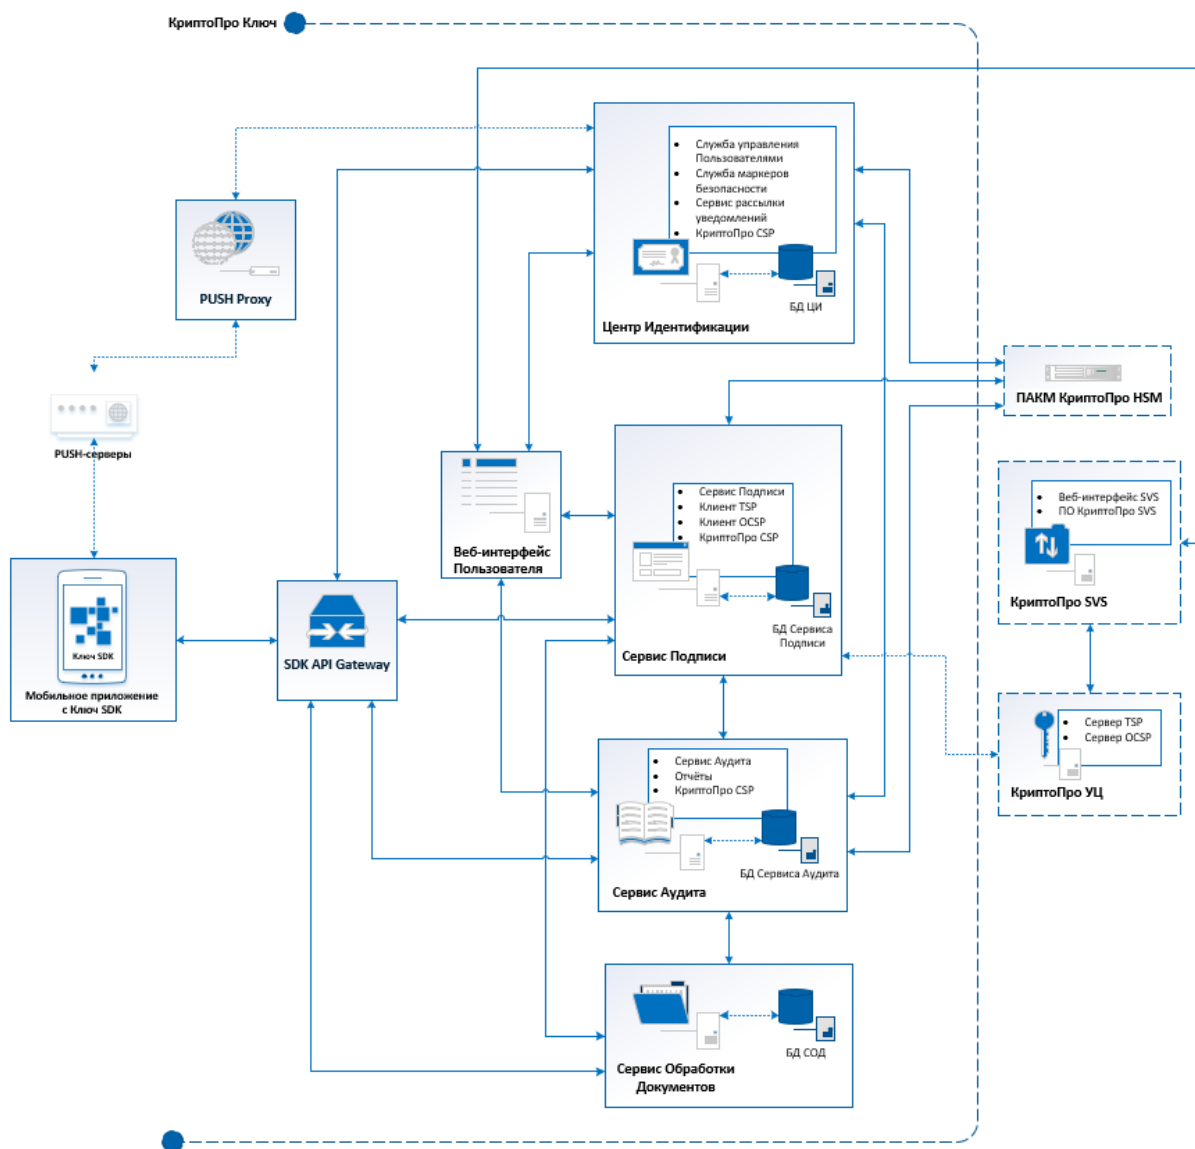 КриптоПро Ключ
Служба управления
Пользователями
Служба маркеров
безопасности
Сервис рассылки
уведомлений
КриптоПро CSP
БД ЦИ
Центр Идентификации
PUSH Proxy
PUSH-серверы
ПАКМ КриптоПро HSM
Веб-интерфейс
Пользователя
Сервис Подписи
Клиент TSP
Клиент OCSP
КриптоПро CSP
БД Сервиса
Подписи
Сервис Подписи
Веб-интерфейс SVS
ПО КриптоПро SVS
КриптоПро SVS
Ключ SDK
Мобильное приложение
с Ключ SDK
SDK API Gateway
Сервер TSP
Сервер OCSP
КриптоПро УЦ
Сервис Аудита
Отчёты
КриптоПро CSP
БД Сервиса Аудита
Сервис Аудита
БД СОД
Сервис Обработки
Документов